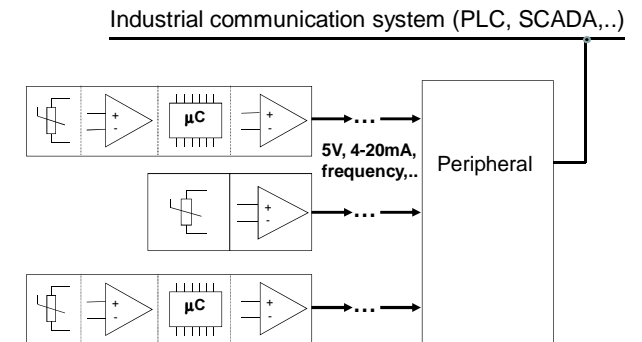 Industrial communication system (PLC, SCADA,..)
+
-
μC
+
-
...
5V, 4-20mA,
frequency,..
Peripheral
+
-
...
+
-
μC
+
-
...